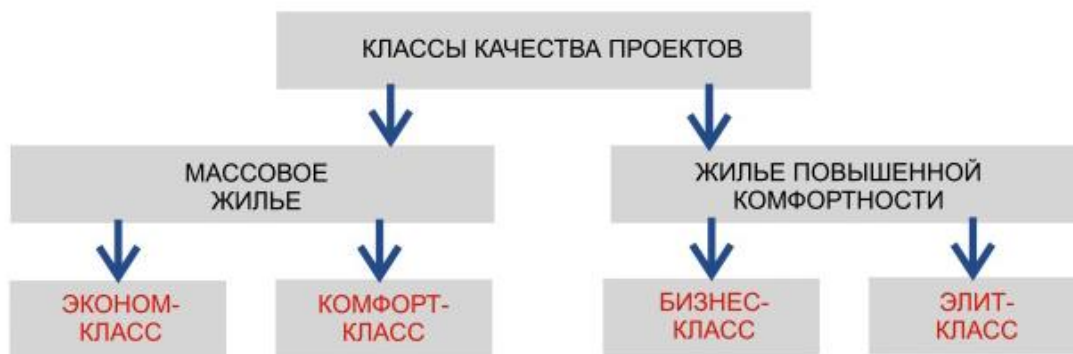 КЛАССЫ КАЧЕСТВА ПРОЕКТОВ
МАССОВОЕ
ЖИЛЬЕ
ЖИЛЬЕ ПОВЫШЕННОЙ
КОМФОРТНОСТИ
ЭКОНОМ-
КЛАСС
КОМФОРТ-
КЛАСС
БИЗНЕС-
КЛАСС
ЭЛИТ-
КЛАСС